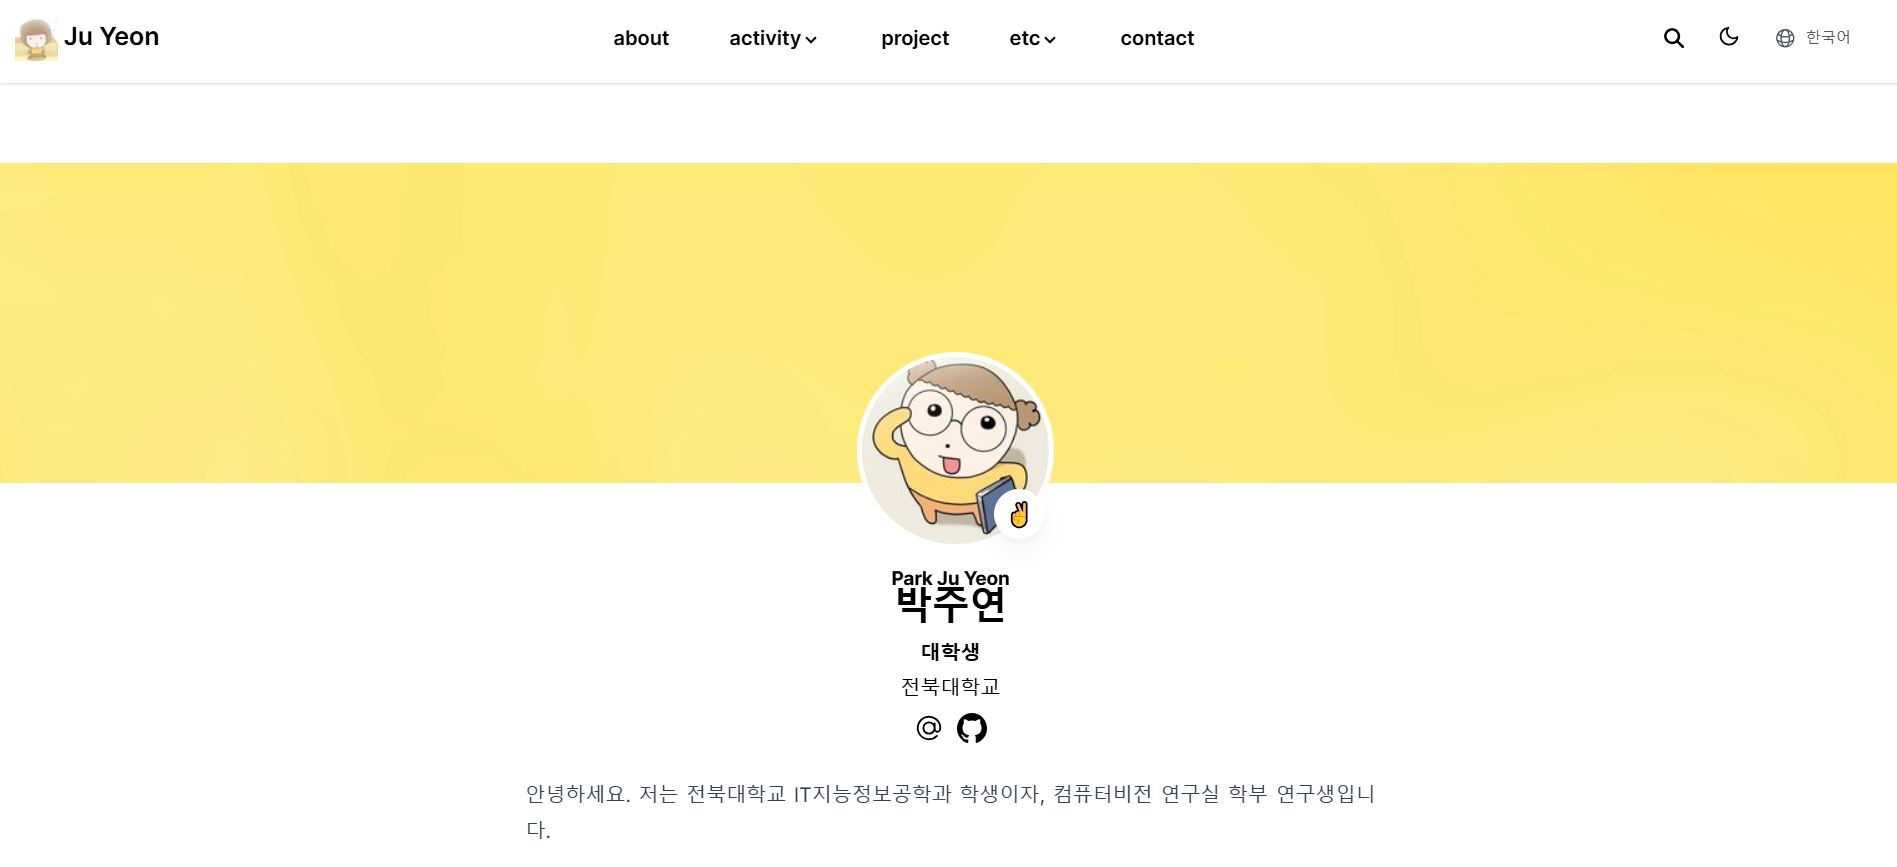 Ju Yeon
about
activity
project
etc
contact
한국어
Park Ju Yeon
박주연
대학생
전북대학교
안녕하세요. 저는 전북대학교 IT지능정보공학과 학생이자, 컴퓨터비전 연구실 학부 연구생입니
다.